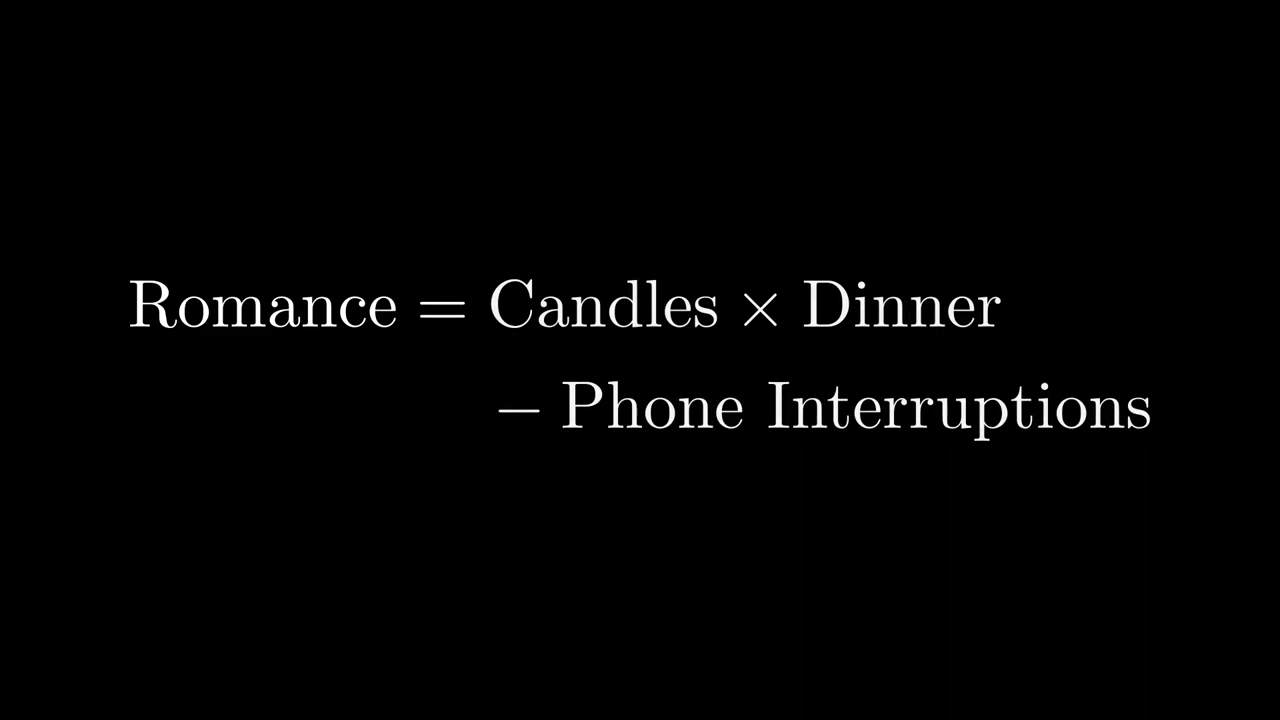 Romance = Candles × Dinner
− Phone Interruptions